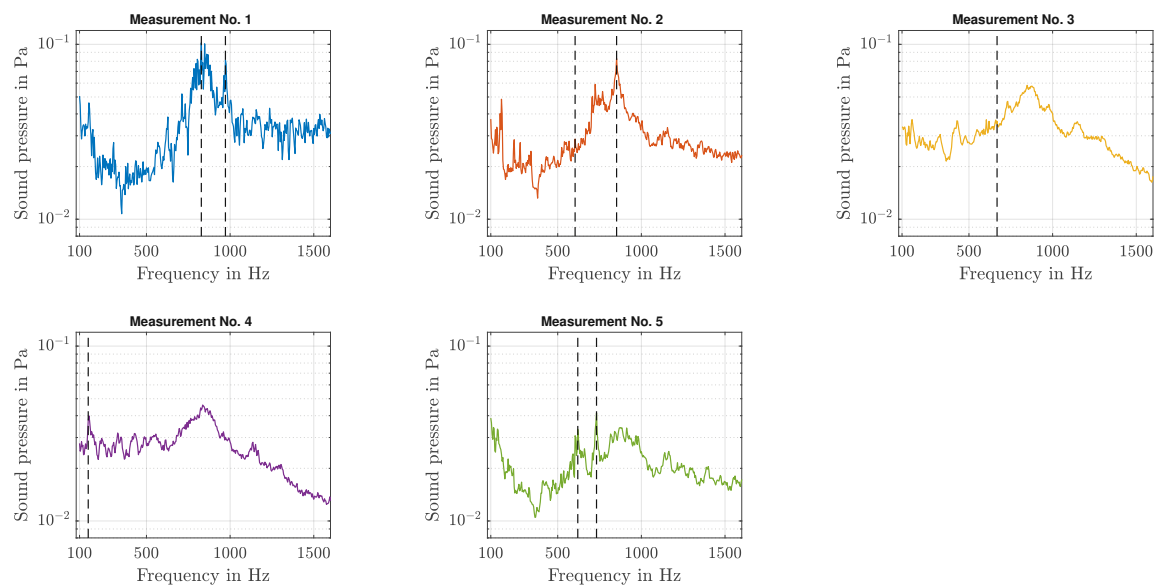 Measurement No. 1
10^-1
10^-2
Sound pressure in Pa
100 500 1000 1500
Frequency in Hz
Measurement No. 2
10^-1
10^-2
Sound pressure in Pa
100 500 1000 1500
Frequency in Hz
Measurement No. 3
10^-1
10^-2
Sound pressure in Pa
100 500 1000 1500
Frequency in Hz
Measurement No. 4
10^-1
10^-2
Sound pressure in Pa
100 500 1000 1500
Frequency in Hz
Measurement No. 5
10^-1
10^-2
Sound pressure in Pa
100 500 1000 1500
Frequency in Hz